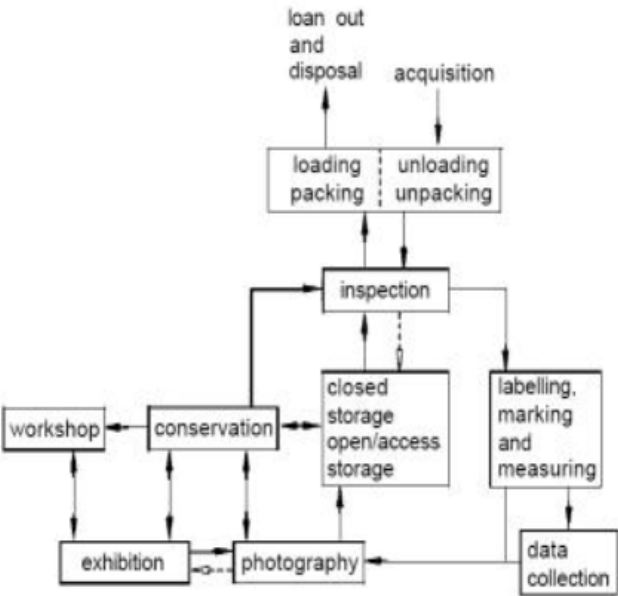 loan out
and
disposal
acquisition
loading
packing
unloading
unpacking
inspection
closed
storage
open/access
storage
labelling,
marking
and
measuring
workshop
conservation
exhibition
photography
data
collection